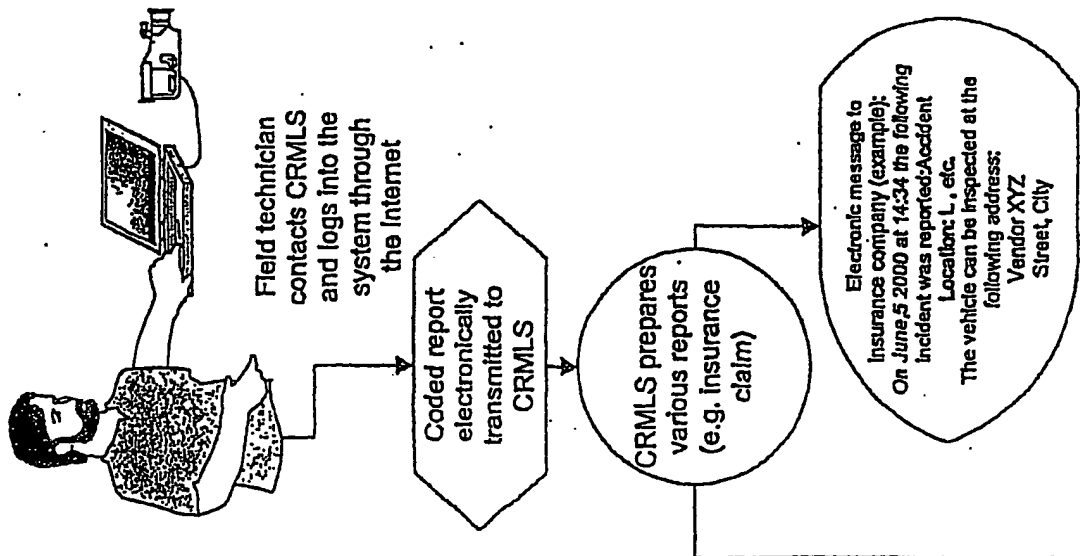 Field technician
contacts CRMLS
and logs into the
system through
the Internet
Coded report
electronically
transmitted to
CRMLS
CRMLS prepares
various reports
(e.g. insurance
claim)
Electronic message to
Insurance company (example):
On June,5 2000 at 14:34 the following
Incident was reported:Accident
Location: L, etc.
The vehicle can be inspected at the
following address:
Vendor XYZ
Street, City